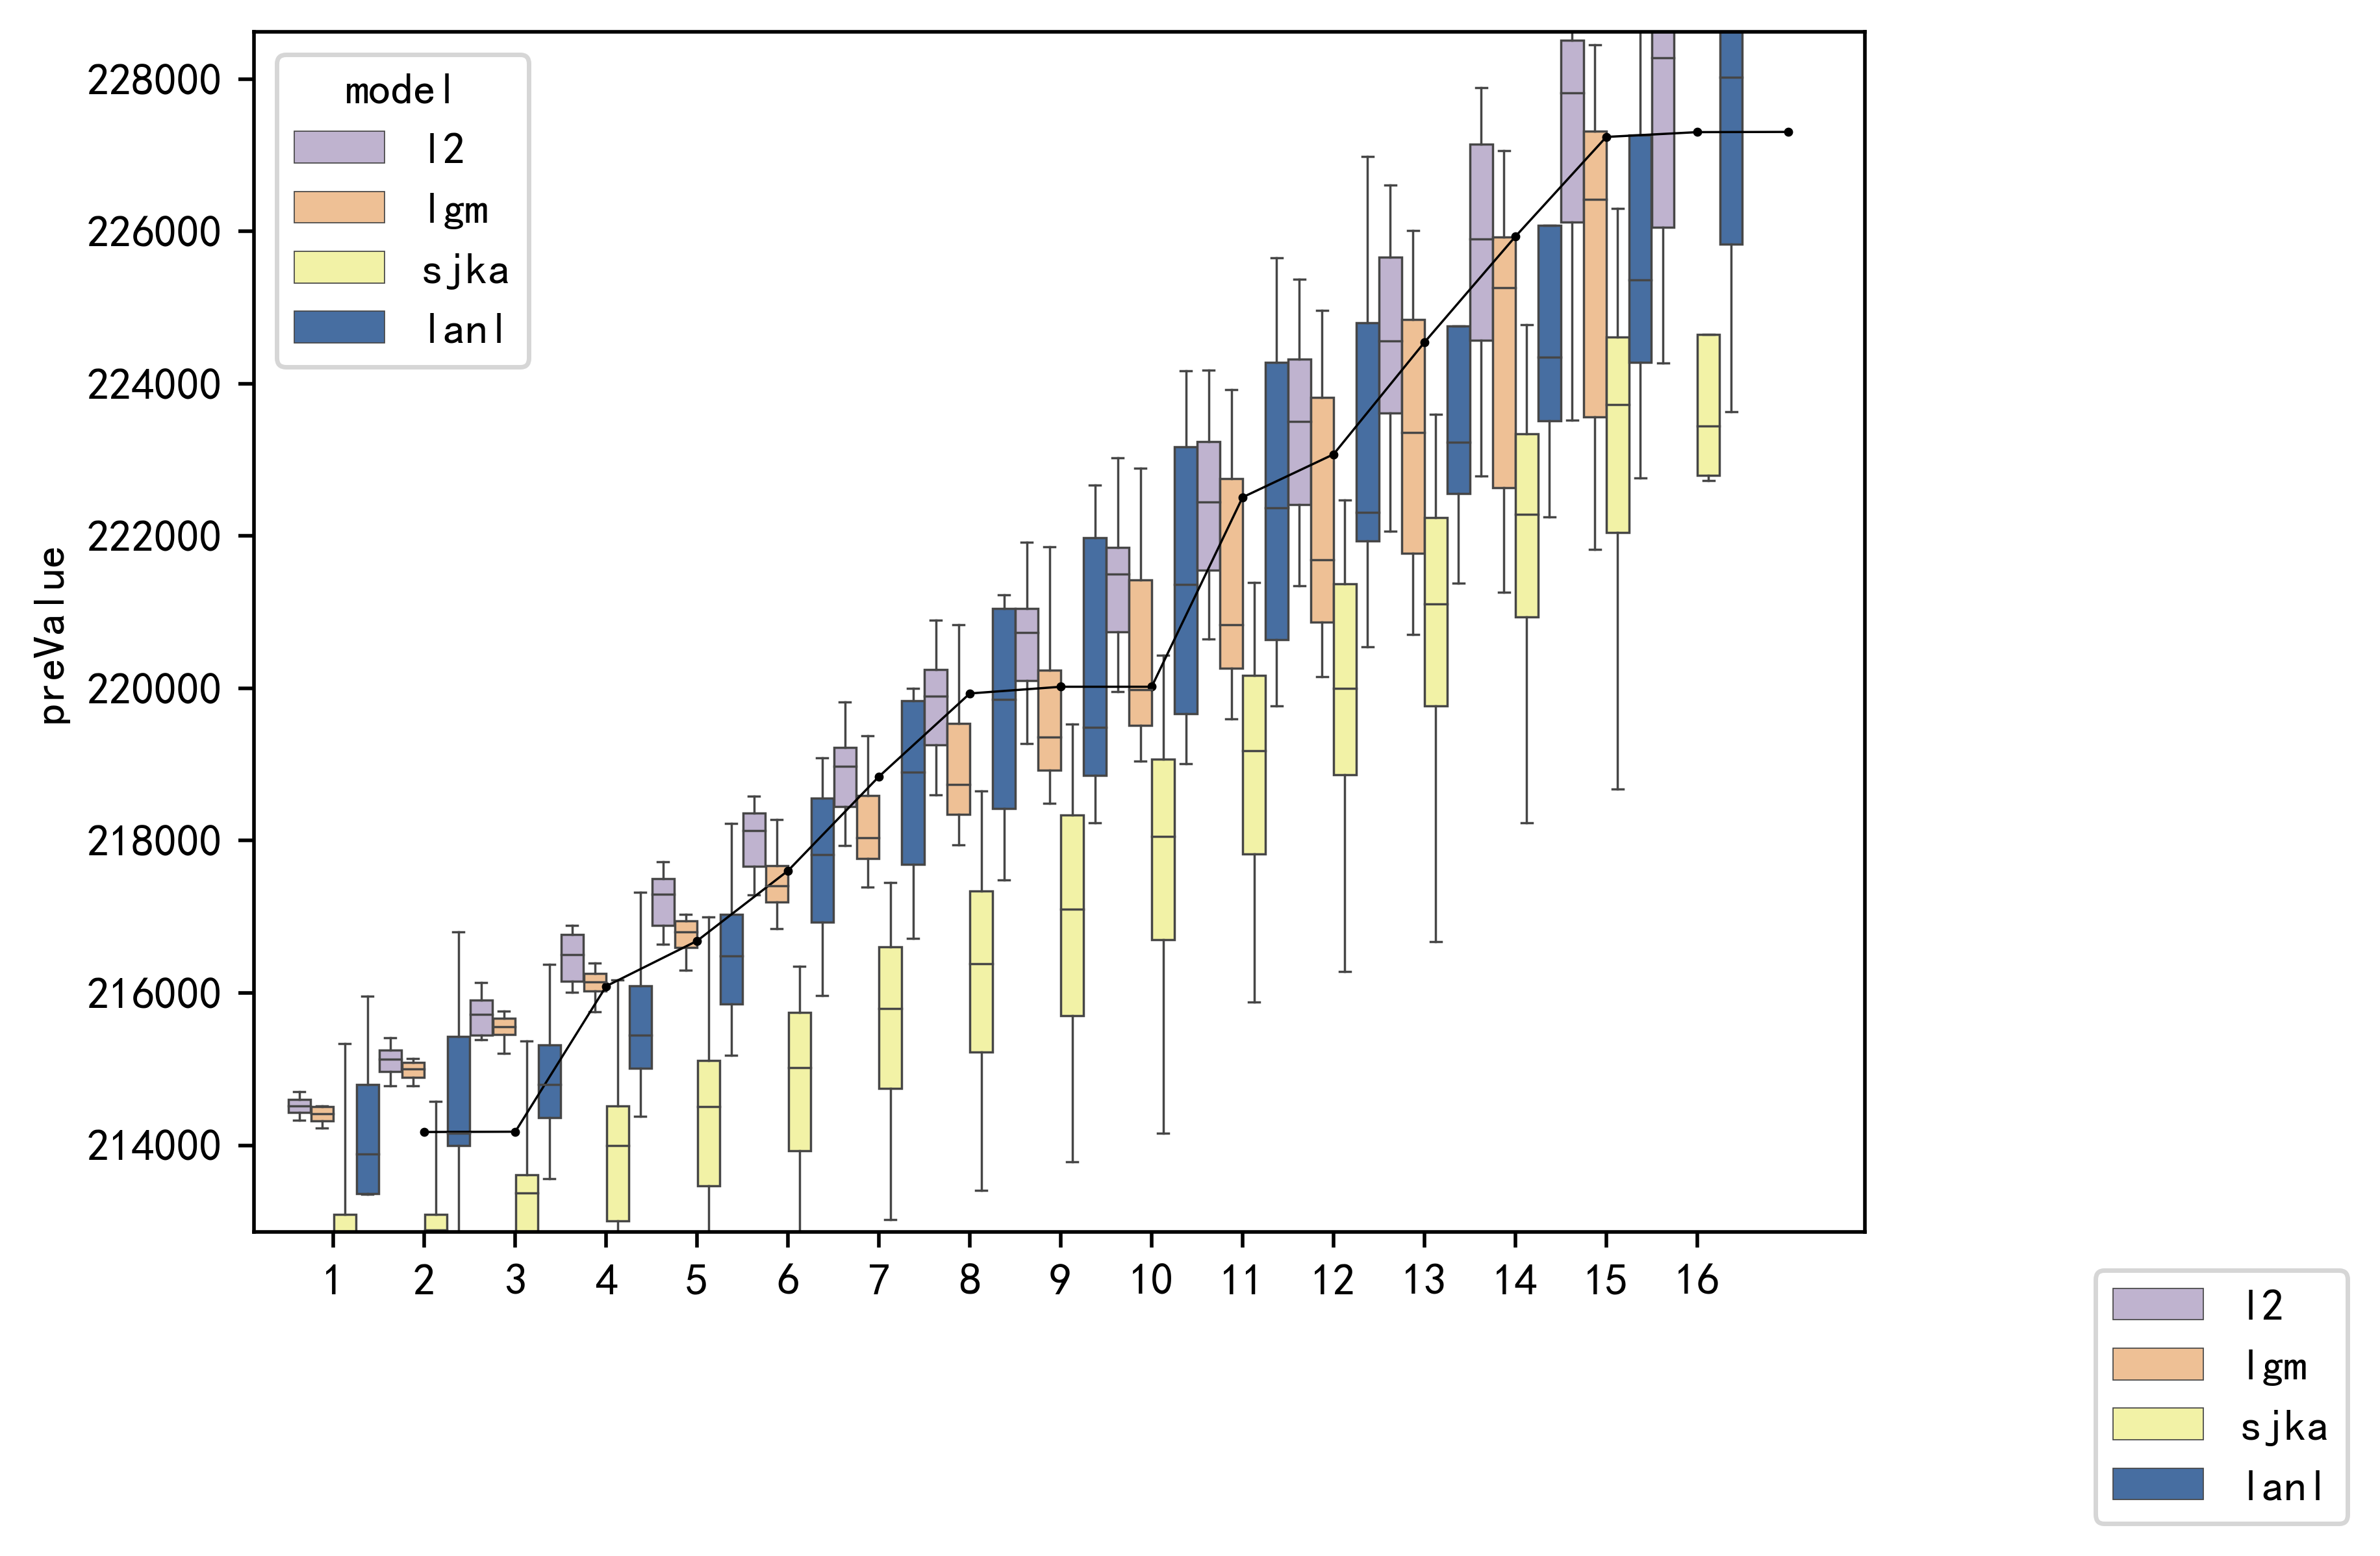 model
l2
lgm
sjka
lanl
preValue
228000
226000
224000
222000
220000
218000
216000
214000
1 2 3 4 5 6 7 8 9 10 11 12 13 14 15 16
l2
lgm
sjka
lanl